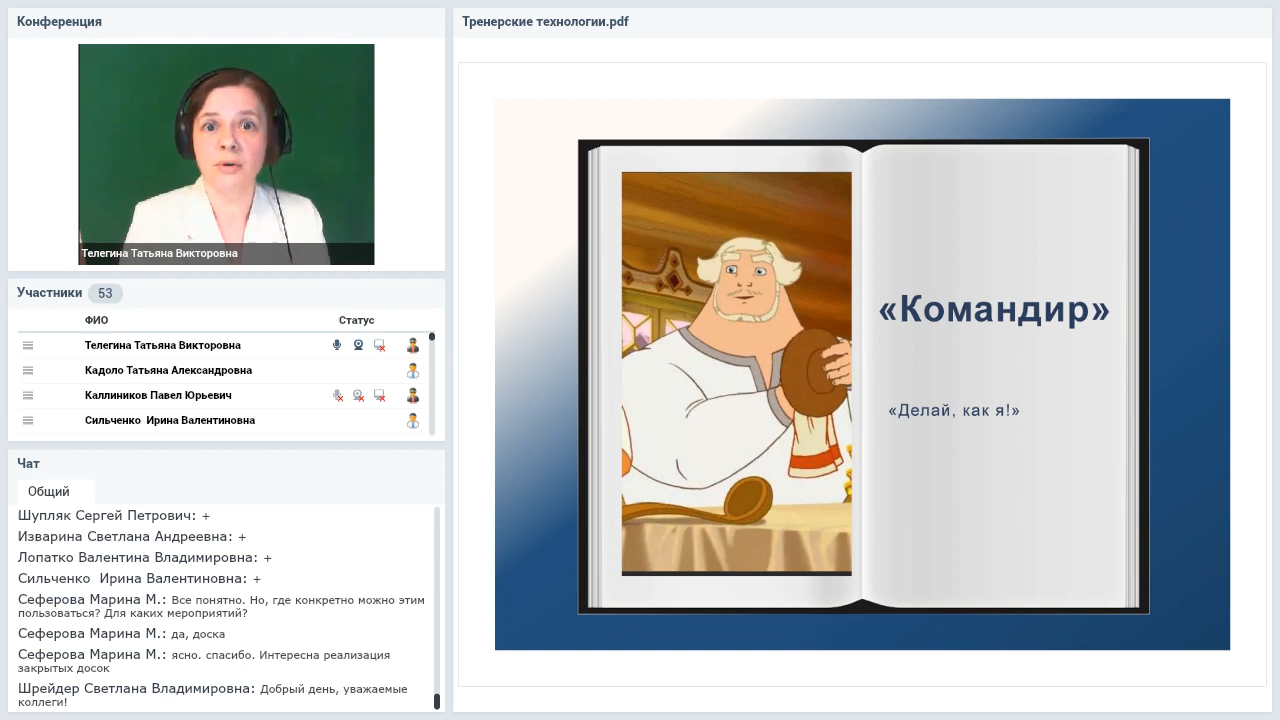 Конференция
Телегина Татьяна Викторовна
Участники 53
ФИО Статус
Телегина Татьяна Викторовна
Кадоло Татьяна Александровна
Каллиников Павел Юрьевич
Сильченко  Ирина Валентиновна
Чат
Общий
Шупляк Сергей Петрович: +
Изварина Светлана Андреевна: +
Лопатко Валентина Владимировна: +
Сильченко  Ирина Валентиновна: +
Сеферова Марина М.: Все понятно. Но, где конкретно можно этим
пользоваться? Для каких мероприятий?
Сеферова Марина М.: да, доска
Сеферова Марина М.: ясно. спасибо. Интересна реализация
закрытых досок
Шрейдер Светлана Владимировна: Добрый день, уважаемые
коллеги!
Тренерские технологии.pdf
«Командир»
«Делай, как я!»